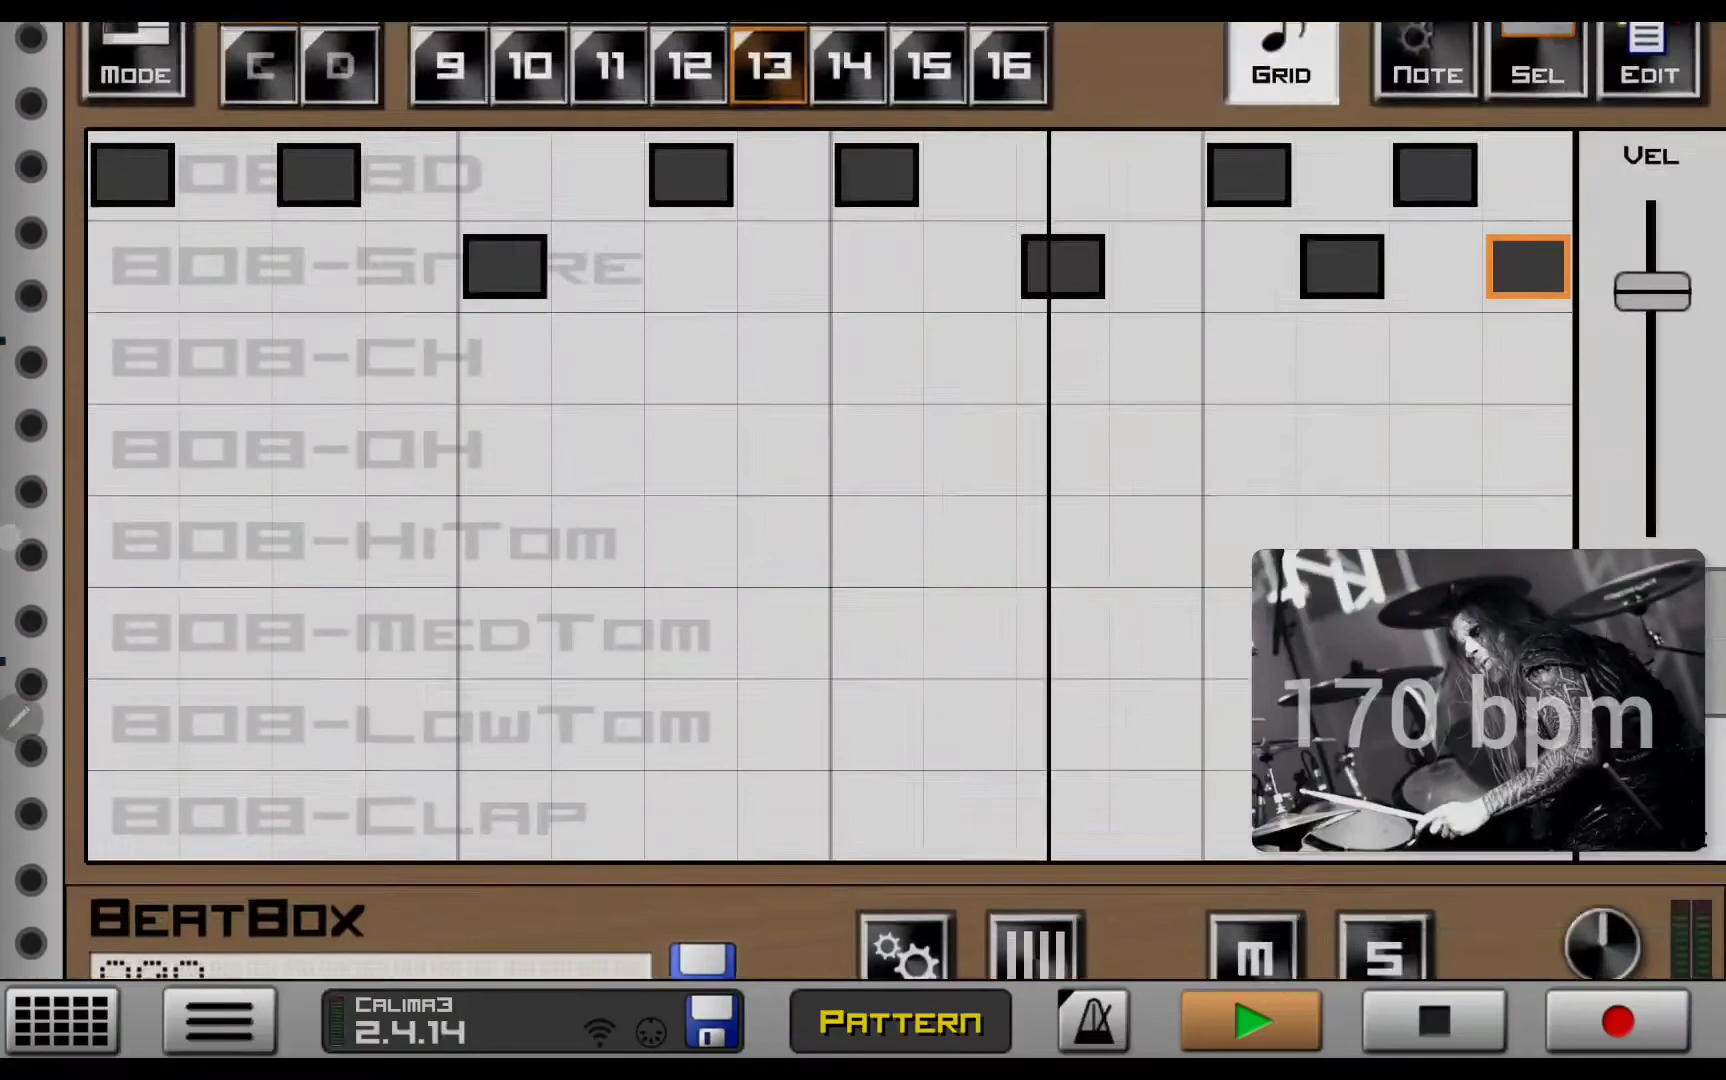 MODE
C D 9 10 11 12 13 14 15 16
GRID NOTE SEL EDIT
VEL
808-BD
808-CH
808-OH
808-HiTom
808-MedTom
808-LowTom
808-Clap
170 bpm
BeatBox
M S
Calima3
2.4.14
Pattern